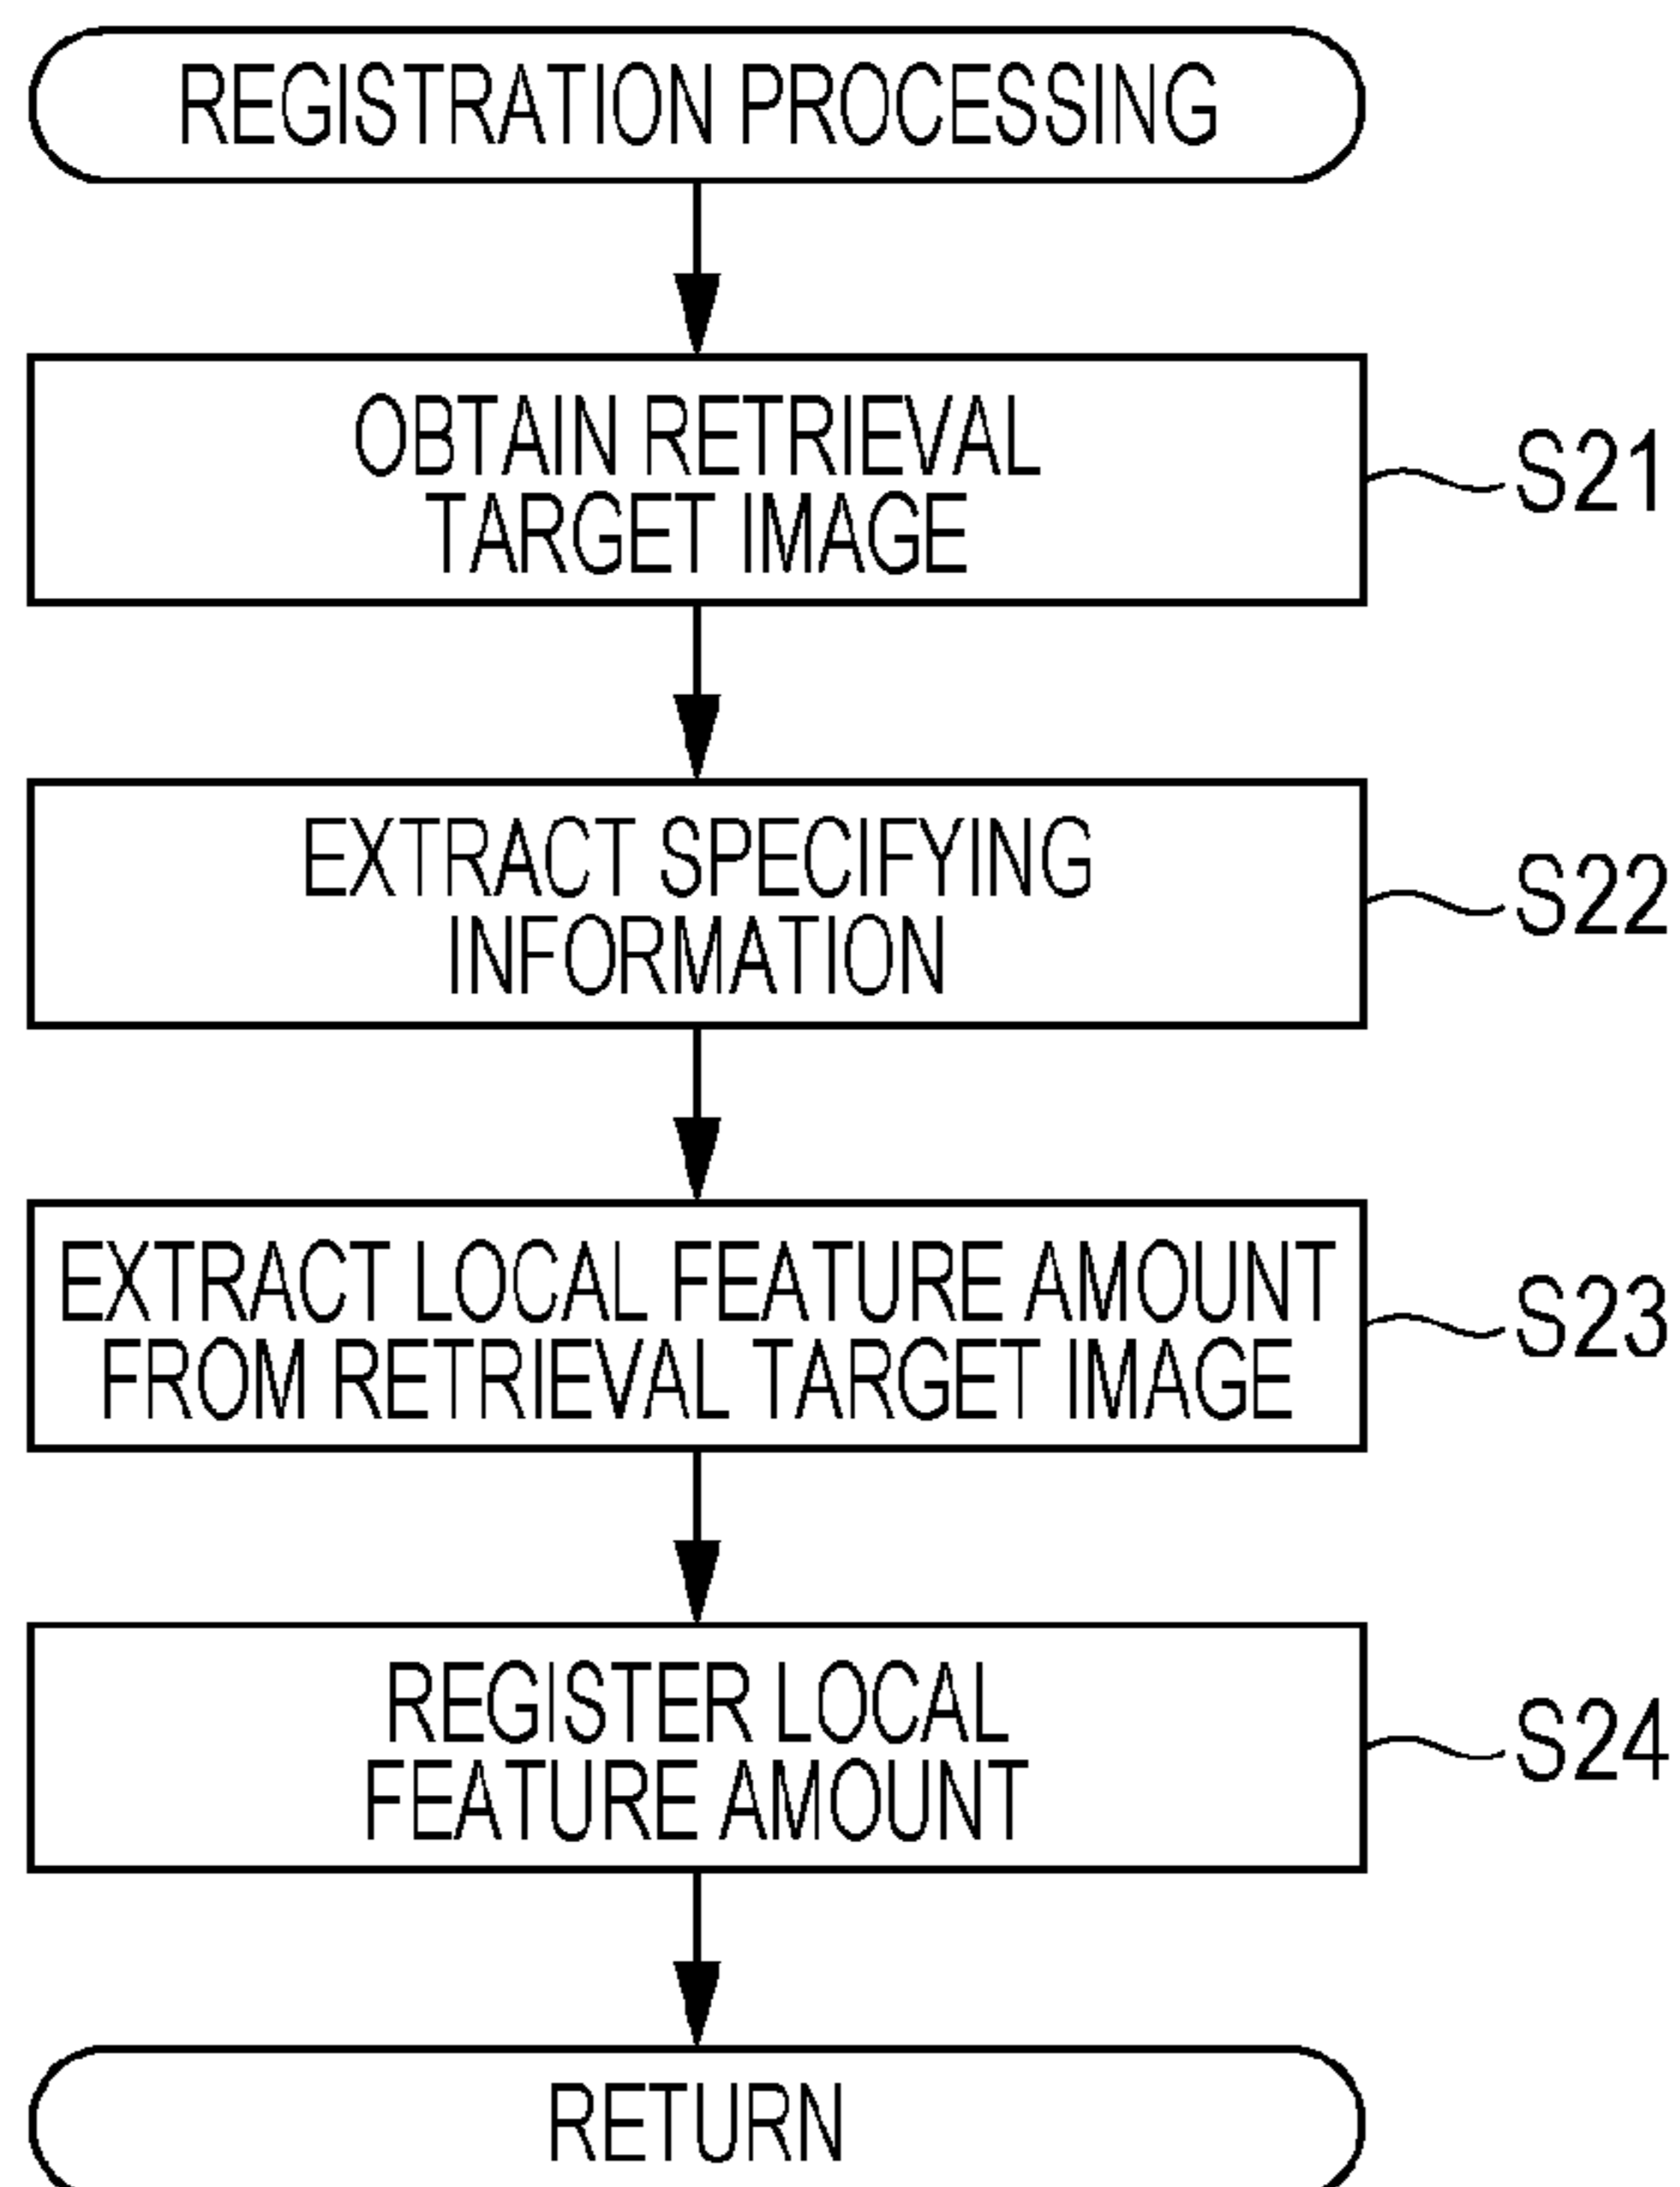 REGISTRATION PROCESSING
OBTAIN RETRIEVAL
TARGET IMAGE
S21
EXTRACT SPECIFYING
INFORMATION
S22
EXTRACT LOCAL FEATURE AMOUNT
FROM RETRIEVAL TARGET IMAGE
S23
REGISTER LOCAL
FEATURE AMOUNT
S24
RETURN